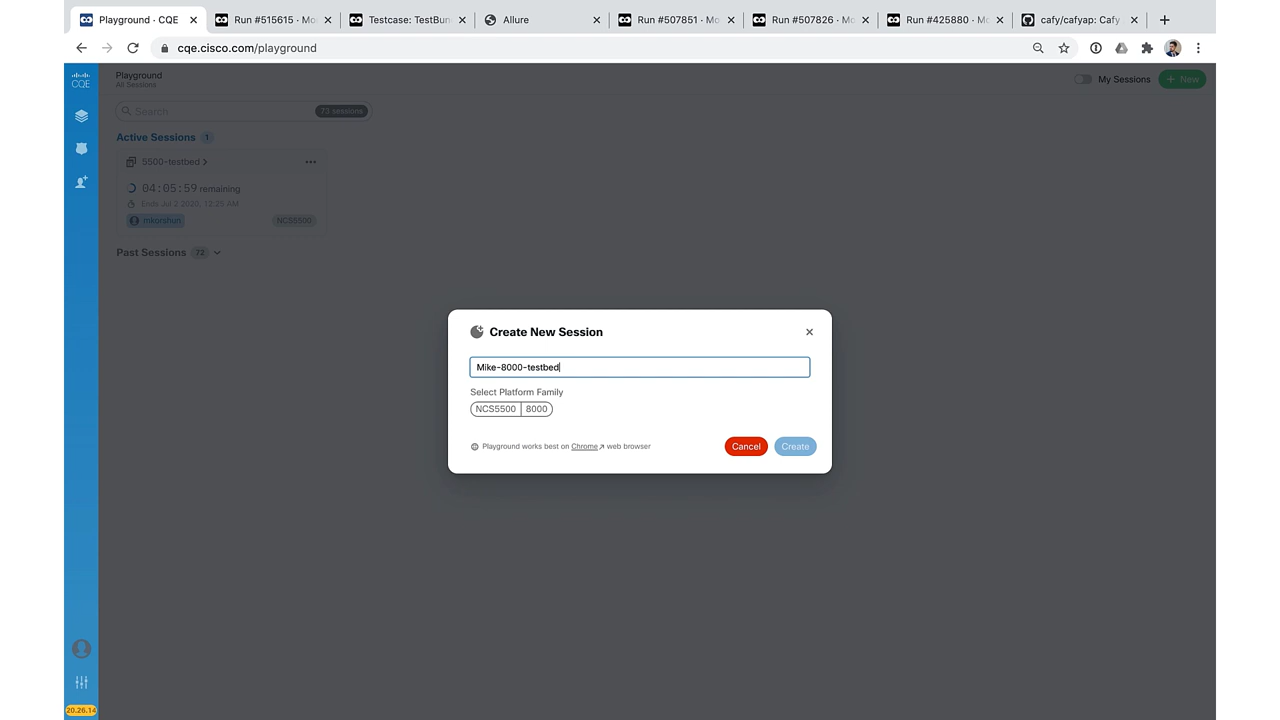 Playground · CQE
Run #515615 · Mo
Testcase: TestBun
Allure
Run #507851 · Mo
Run #507826 · Mo
Run #425880 · Mo
cafy/cafyap: Cafy
cqe.cisco.com/playground
CQE
Playground
All Sessions
My Sessions
+ New
Search
73 sessions
Active Sessions 1
5500-testbed
04:05:59 remaining
Ends Jul 2 2020, 12:25 AM
mkorshun
NCS5500
Past Sessions 72
Create New Session
Mike-8000-testbed
Select Platform Family
NCS5500 8000
Playground works best on Chrome web browser
Cancel
Create
20.26.14